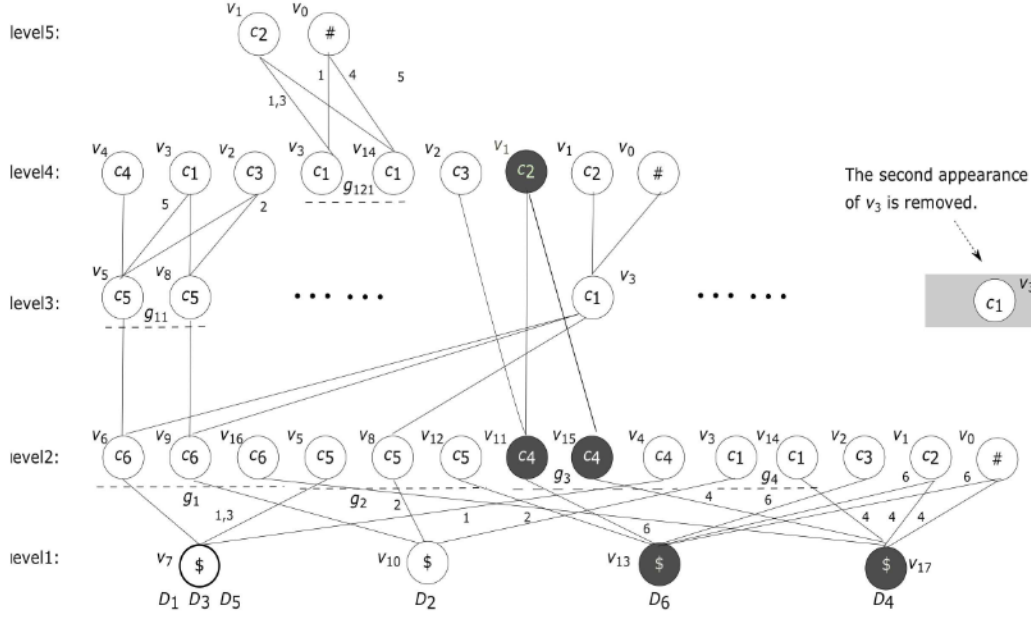 v1 v0
level5: c2 #
1 4 5
1,3
v4 v3 v2 v3 v14 v2 v1 v1 v0
level4: c4 c1 c3 c1 c1 c3 c2 c2 #
g121
The second appearance
of v3 is removed.
5 2
v5 v8 v3 v3
level3: c5 c5 ... ... c1 ... ... c1
g11
v6 v9 v16 v5 v8 v12 v11 v15 v4 v3 v14 v2 v1 v0
level2: c6 c6 c6 c5 c5 c5 c4 c4 c4 c1 c1 c3 c2 #
g1 g2 g3 g4 6 6
2 4 6
1,3 1 2 6 4 4 4
level1: v7 $ v10 $ v13 $ $ v17
D1 D3 D5 D2 D6 D4